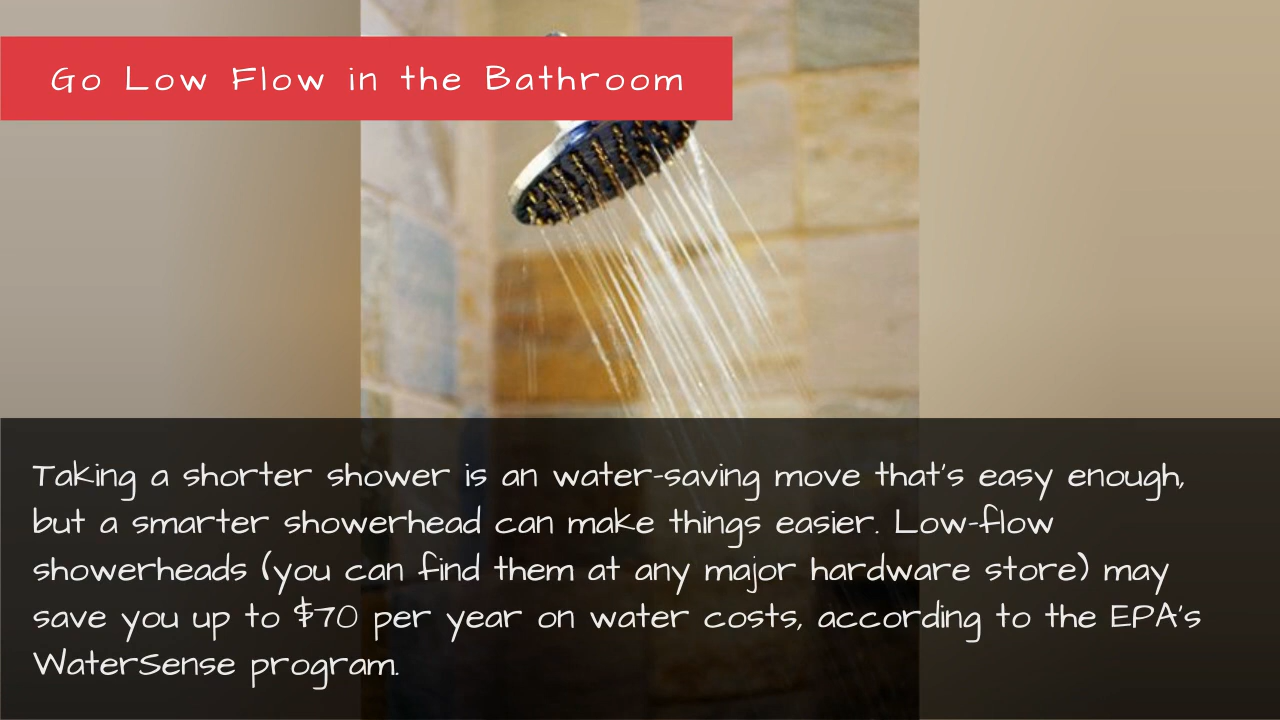 Go Low Flow in the Bathroom
Taking a shorter shower is an water-saving move that's easy enough,
but a smarter showerhead can make things easier. Low-flow
showerheads (you can find them at any major hardware store) may
save you up to $70 per year on water costs, according to the EPA's
WaterSense program.